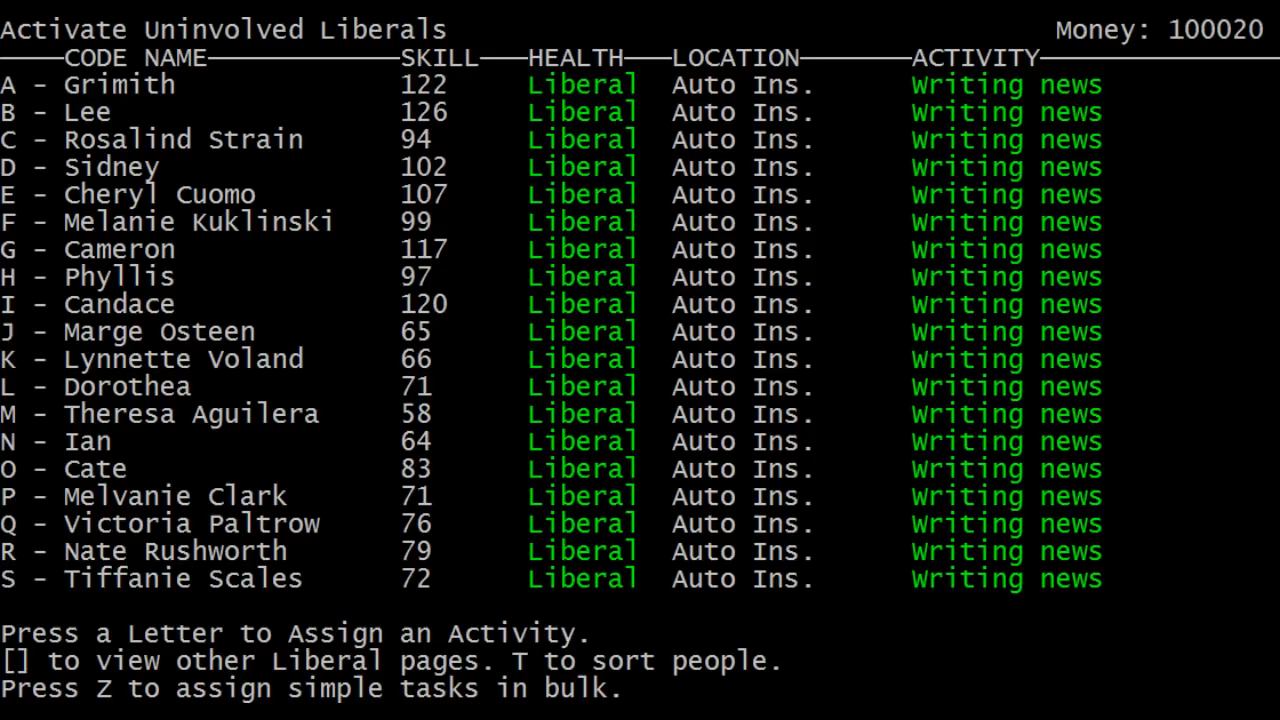 Activate Uninvolved Liberals Money: 100020
CODE NAME SKILL HEALTH LOCATION ACTIVITY
A - Grimith 122 Liberal Auto Ins. Writing news
B - Lee 126 Liberal Auto Ins. Writing news
C - Rosalind Strain 94 Liberal Auto Ins. Writing news
D - Sidney 102 Liberal Auto Ins. Writing news
E - Cheryl Cuomo 107 Liberal Auto Ins. Writing news
F - Melanie Kuklinski 99 Liberal Auto Ins. Writing news
G - Cameron 117 Liberal Auto Ins. Writing news
H - Phyllis 97 Liberal Auto Ins. Writing news
I - Candace 120 Liberal Auto Ins. Writing news
J - Marge Osteen 65 Liberal Auto Ins. Writing news
K - Lynnette Voland 66 Liberal Auto Ins. Writing news
L - Dorothea 71 Liberal Auto Ins. Writing news
M - Theresa Aguilera 58 Liberal Auto Ins. Writing news
N - Ian 64 Liberal Auto Ins. Writing news
O - Cate 83 Liberal Auto Ins. Writing news
P - Melvanie Clark 71 Liberal Auto Ins. Writing news
Q - Victoria Paltrow 76 Liberal Auto Ins. Writing news
R - Nate Rushworth 79 Liberal Auto Ins. Writing news
S - Tiffanie Scales 72 Liberal Auto Ins. Writing news
Press a Letter to Assign an Activity.
[] to view other Liberal pages. T to sort people.
Press Z to assign simple tasks in bulk.